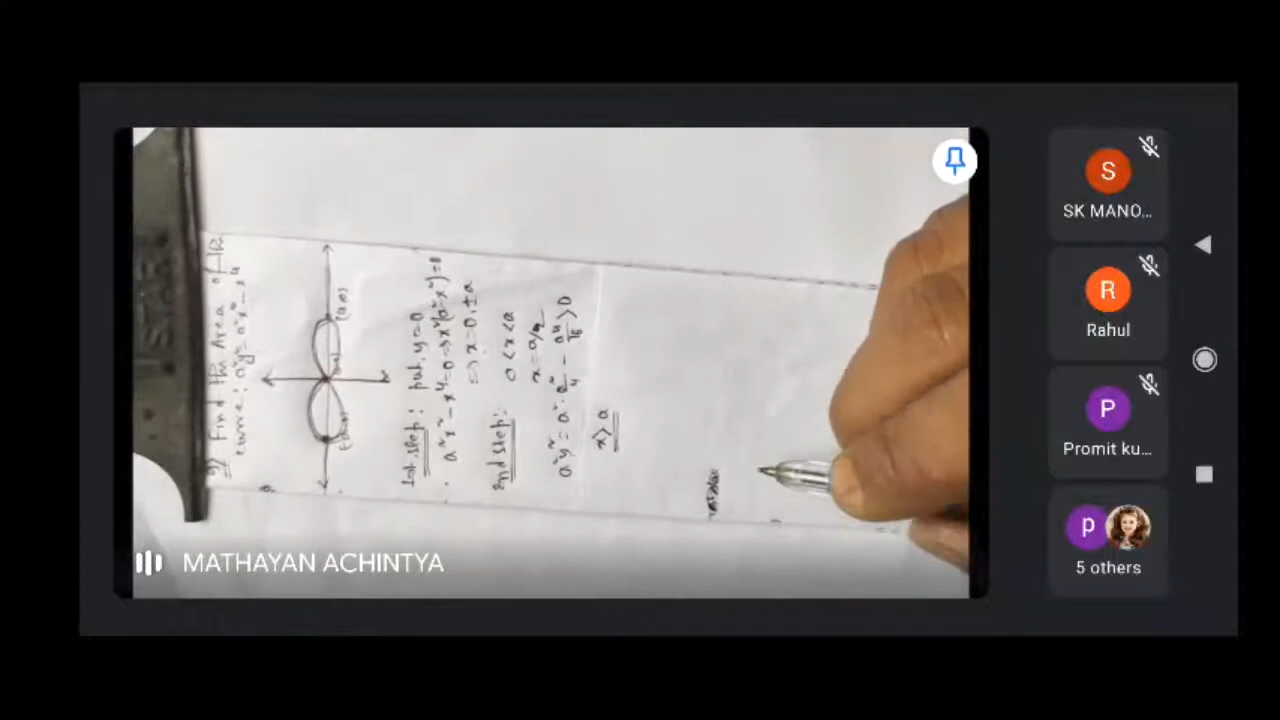 9) Find the Area of the
curve: a²y² = a²x² - x⁴
(a,0)
1st step: put, y = 0
a²x² - x⁴ = 0 ⇒ x²(a² - x²) = 0
⇒ x = 0, ± a
2nd step: 0 < x < a
x = a/2
a²y² = a² · a²/4 - a⁴/16 > 0
x > a
MATHAYAN ACHINTYA
S
SK MANO...
R
Rahul
P
Promit ku...
p
5 others